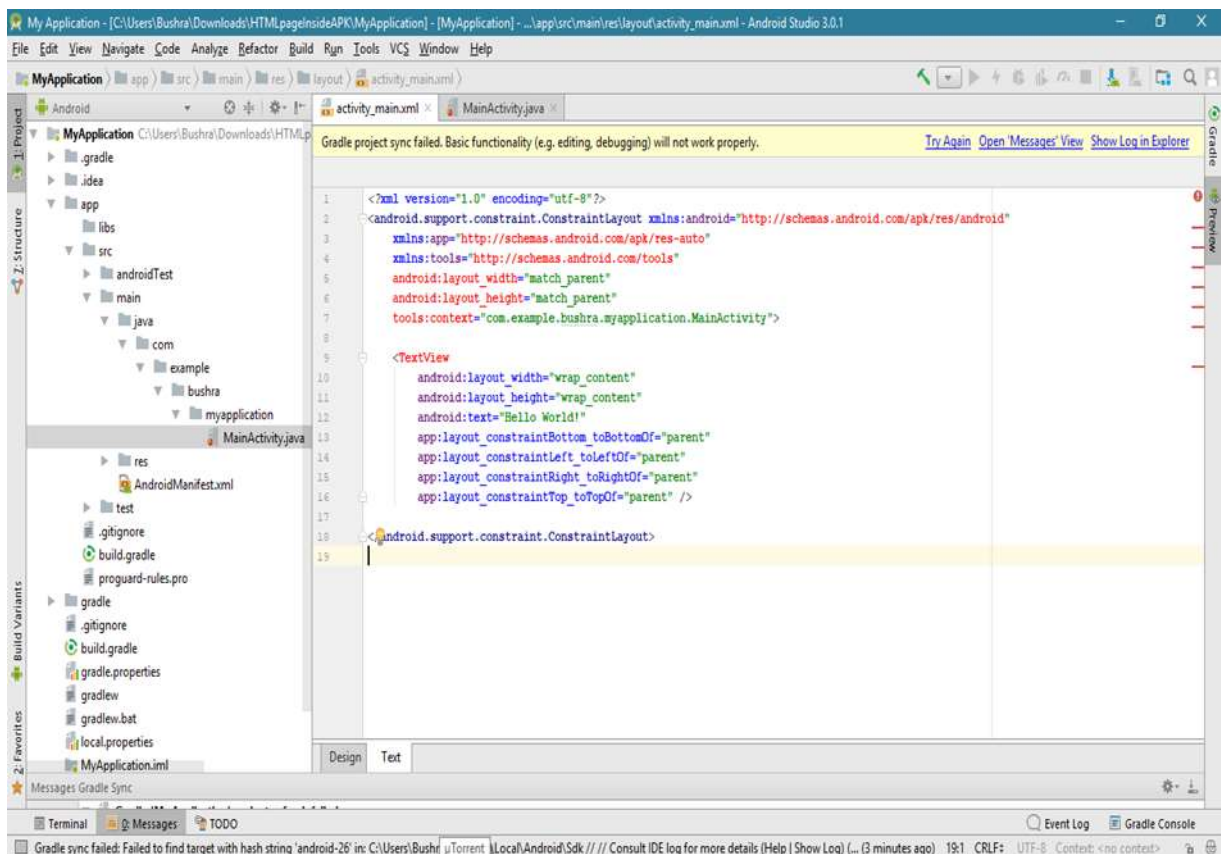 My Application - [C:\Users\Bushra\Downloads\HTMLpageInsideAPK\MyApplication] - [MyApplication] - ...\app\src\main\res\layout\activity_main.xml - Android Studio 3.0.1
File Edit View Navigate Code Analyze Refactor Build Run Tools VCS Window Help
MyApplication app src main res layout activity_main.xml
Android
activity_main.xml MainActivity.java
1: Project
Z: Structure
Build Variants
2: Favorites
MyApplication C:\Users\Bushra\Downloads\HTMLp
.gradle
.idea
app
libs
src
androidTest
main
java
com
example
bushra
myapplication
MainActivity.java
res
AndroidManifest.xml
test
.gitignore
build.gradle
proguard-rules.pro
gradle
.gitignore
build.gradle
gradle.properties
gradlew
gradlew.bat
local.properties
MyApplication.iml
Gradle project sync failed. Basic functionality (e.g. editing, debugging) will not work properly. Try Again Open 'Messages' View Show Log in Explorer
1 <?xml version="1.0" encoding="utf-8"?>
2 <android.support.constraint.ConstraintLayout xmlns:android="http://schemas.android.com/apk/res/android"
3 xmlns:app="http://schemas.android.com/apk/res-auto"
4 xmlns:tools="http://schemas.android.com/tools"
5 android:layout_width="match_parent"
6 android:layout_height="match_parent"
7 tools:context="com.example.bushra.myapplication.MainActivity">
8
9 <TextView
10 android:layout_width="wrap_content"
11 android:layout_height="wrap_content"
12 android:text="Hello World!"
13 app:layout_constraintBottom_toBottomOf="parent"
14 app:layout_constraintLeft_toLeftOf="parent"
15 app:layout_constraintRight_toRightOf="parent"
16 app:layout_constraintTop_toTopOf="parent" />
17
18 </android.support.constraint.ConstraintLayout>
19
Gradle
Preview
Design Text
Messages Gradle Sync
Terminal 0: Messages TODO Event Log Gradle Console
Gradle sync failed: Failed to find target with hash string 'android-26' in: C:\Users\Bushr µTorrent \Local\Android\Sdk // // Consult IDE log for more details (Help | Show Log) (... (3 minutes ago) 19:1 CRLF÷ UTF-8 Context: <no context>